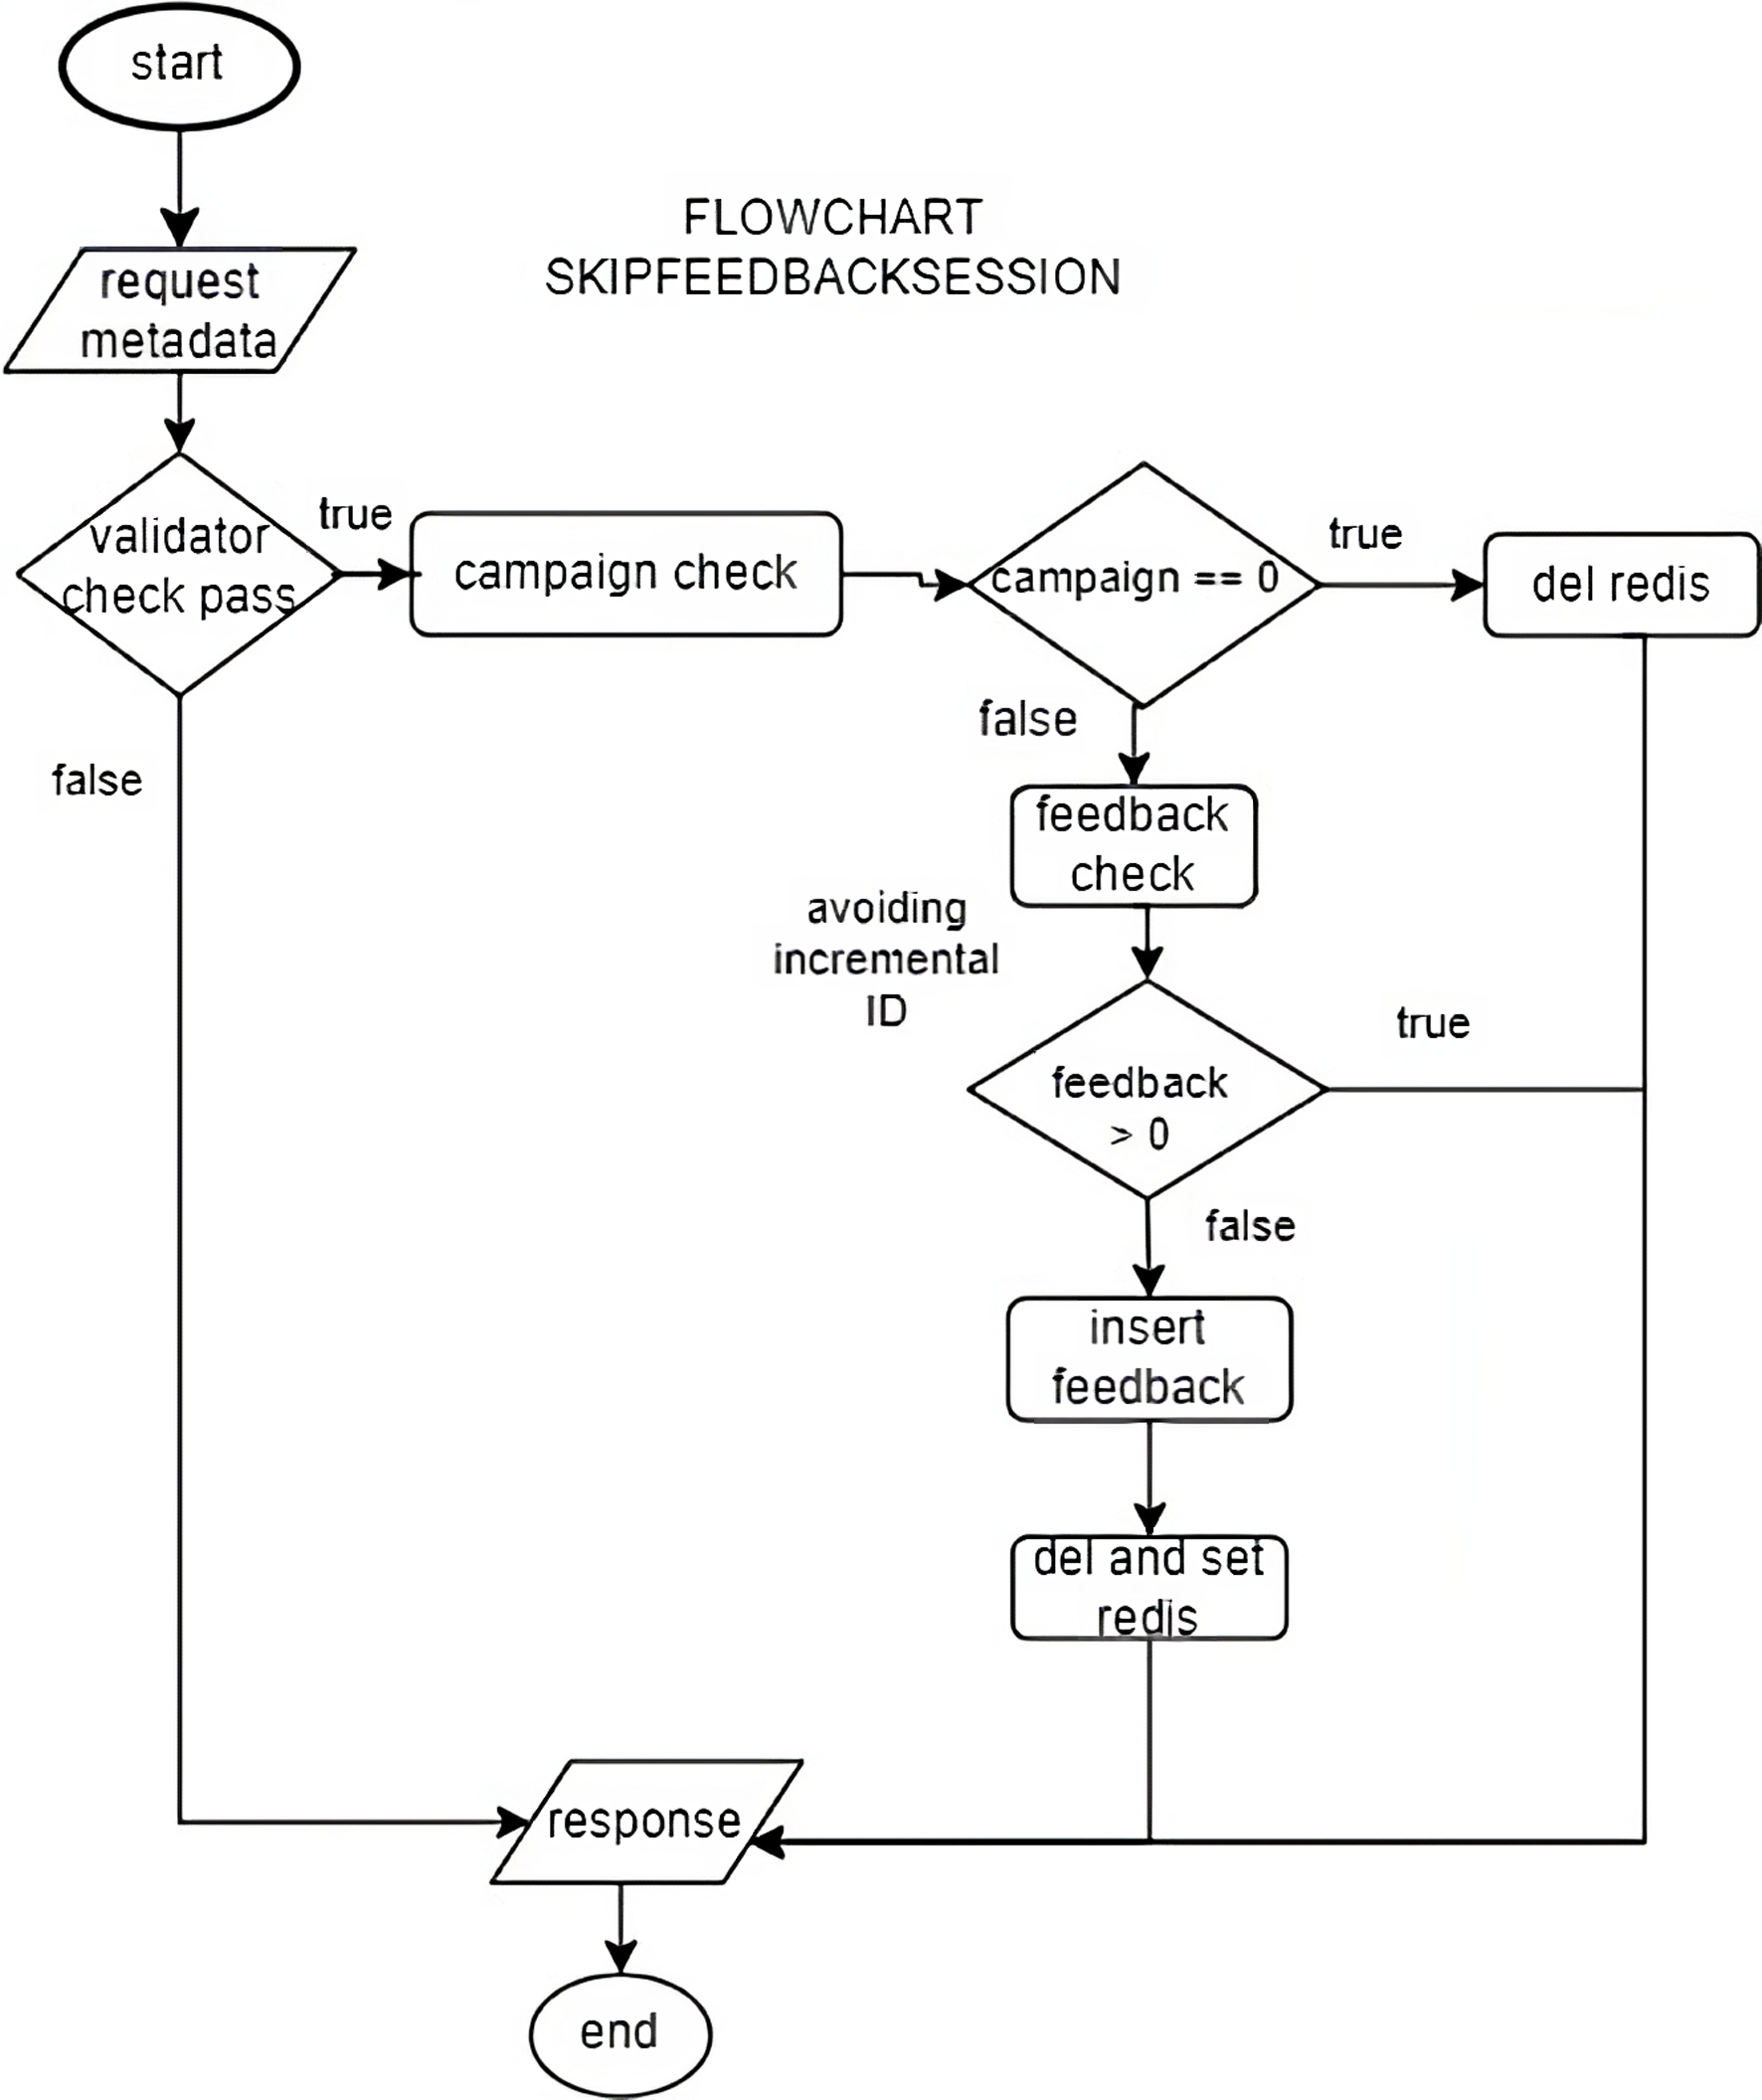 start
FLOWCHART
SKIPFEEDBACKSESSION
request
metadata
validator
check pass
true
campaign check
campaign == 0
true
del redis
false
false
feedback
check
avoiding
incremental
ID
feedback
> 0
true
false
insert
feedback
del and set
redis
response
end